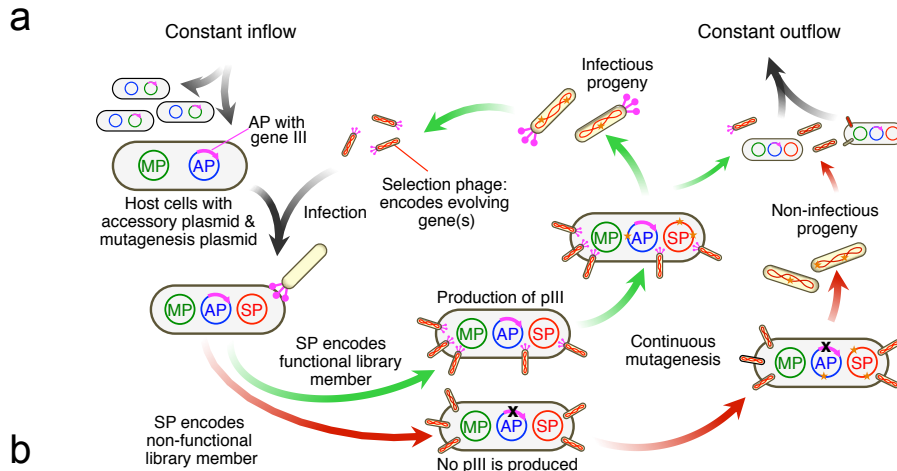 a
Constant inflow
Constant outflow
Infectious
progeny
AP with
gene III
MP
AP
Host cells with
accessory plasmid &
mutagenesis plasmid
Infection
Selection phage:
encodes evolving
gene(s)
Non-infectious
progeny
MP
AP
SP
MP
AP
SP
Production of pIII
MP
AP
SP
Continuous
mutagenesis
X
MP
AP
SP
SP encodes
functional library
member
X
MP
AP
SP
No pIII is produced
SP encodes
non-functional
library member
b